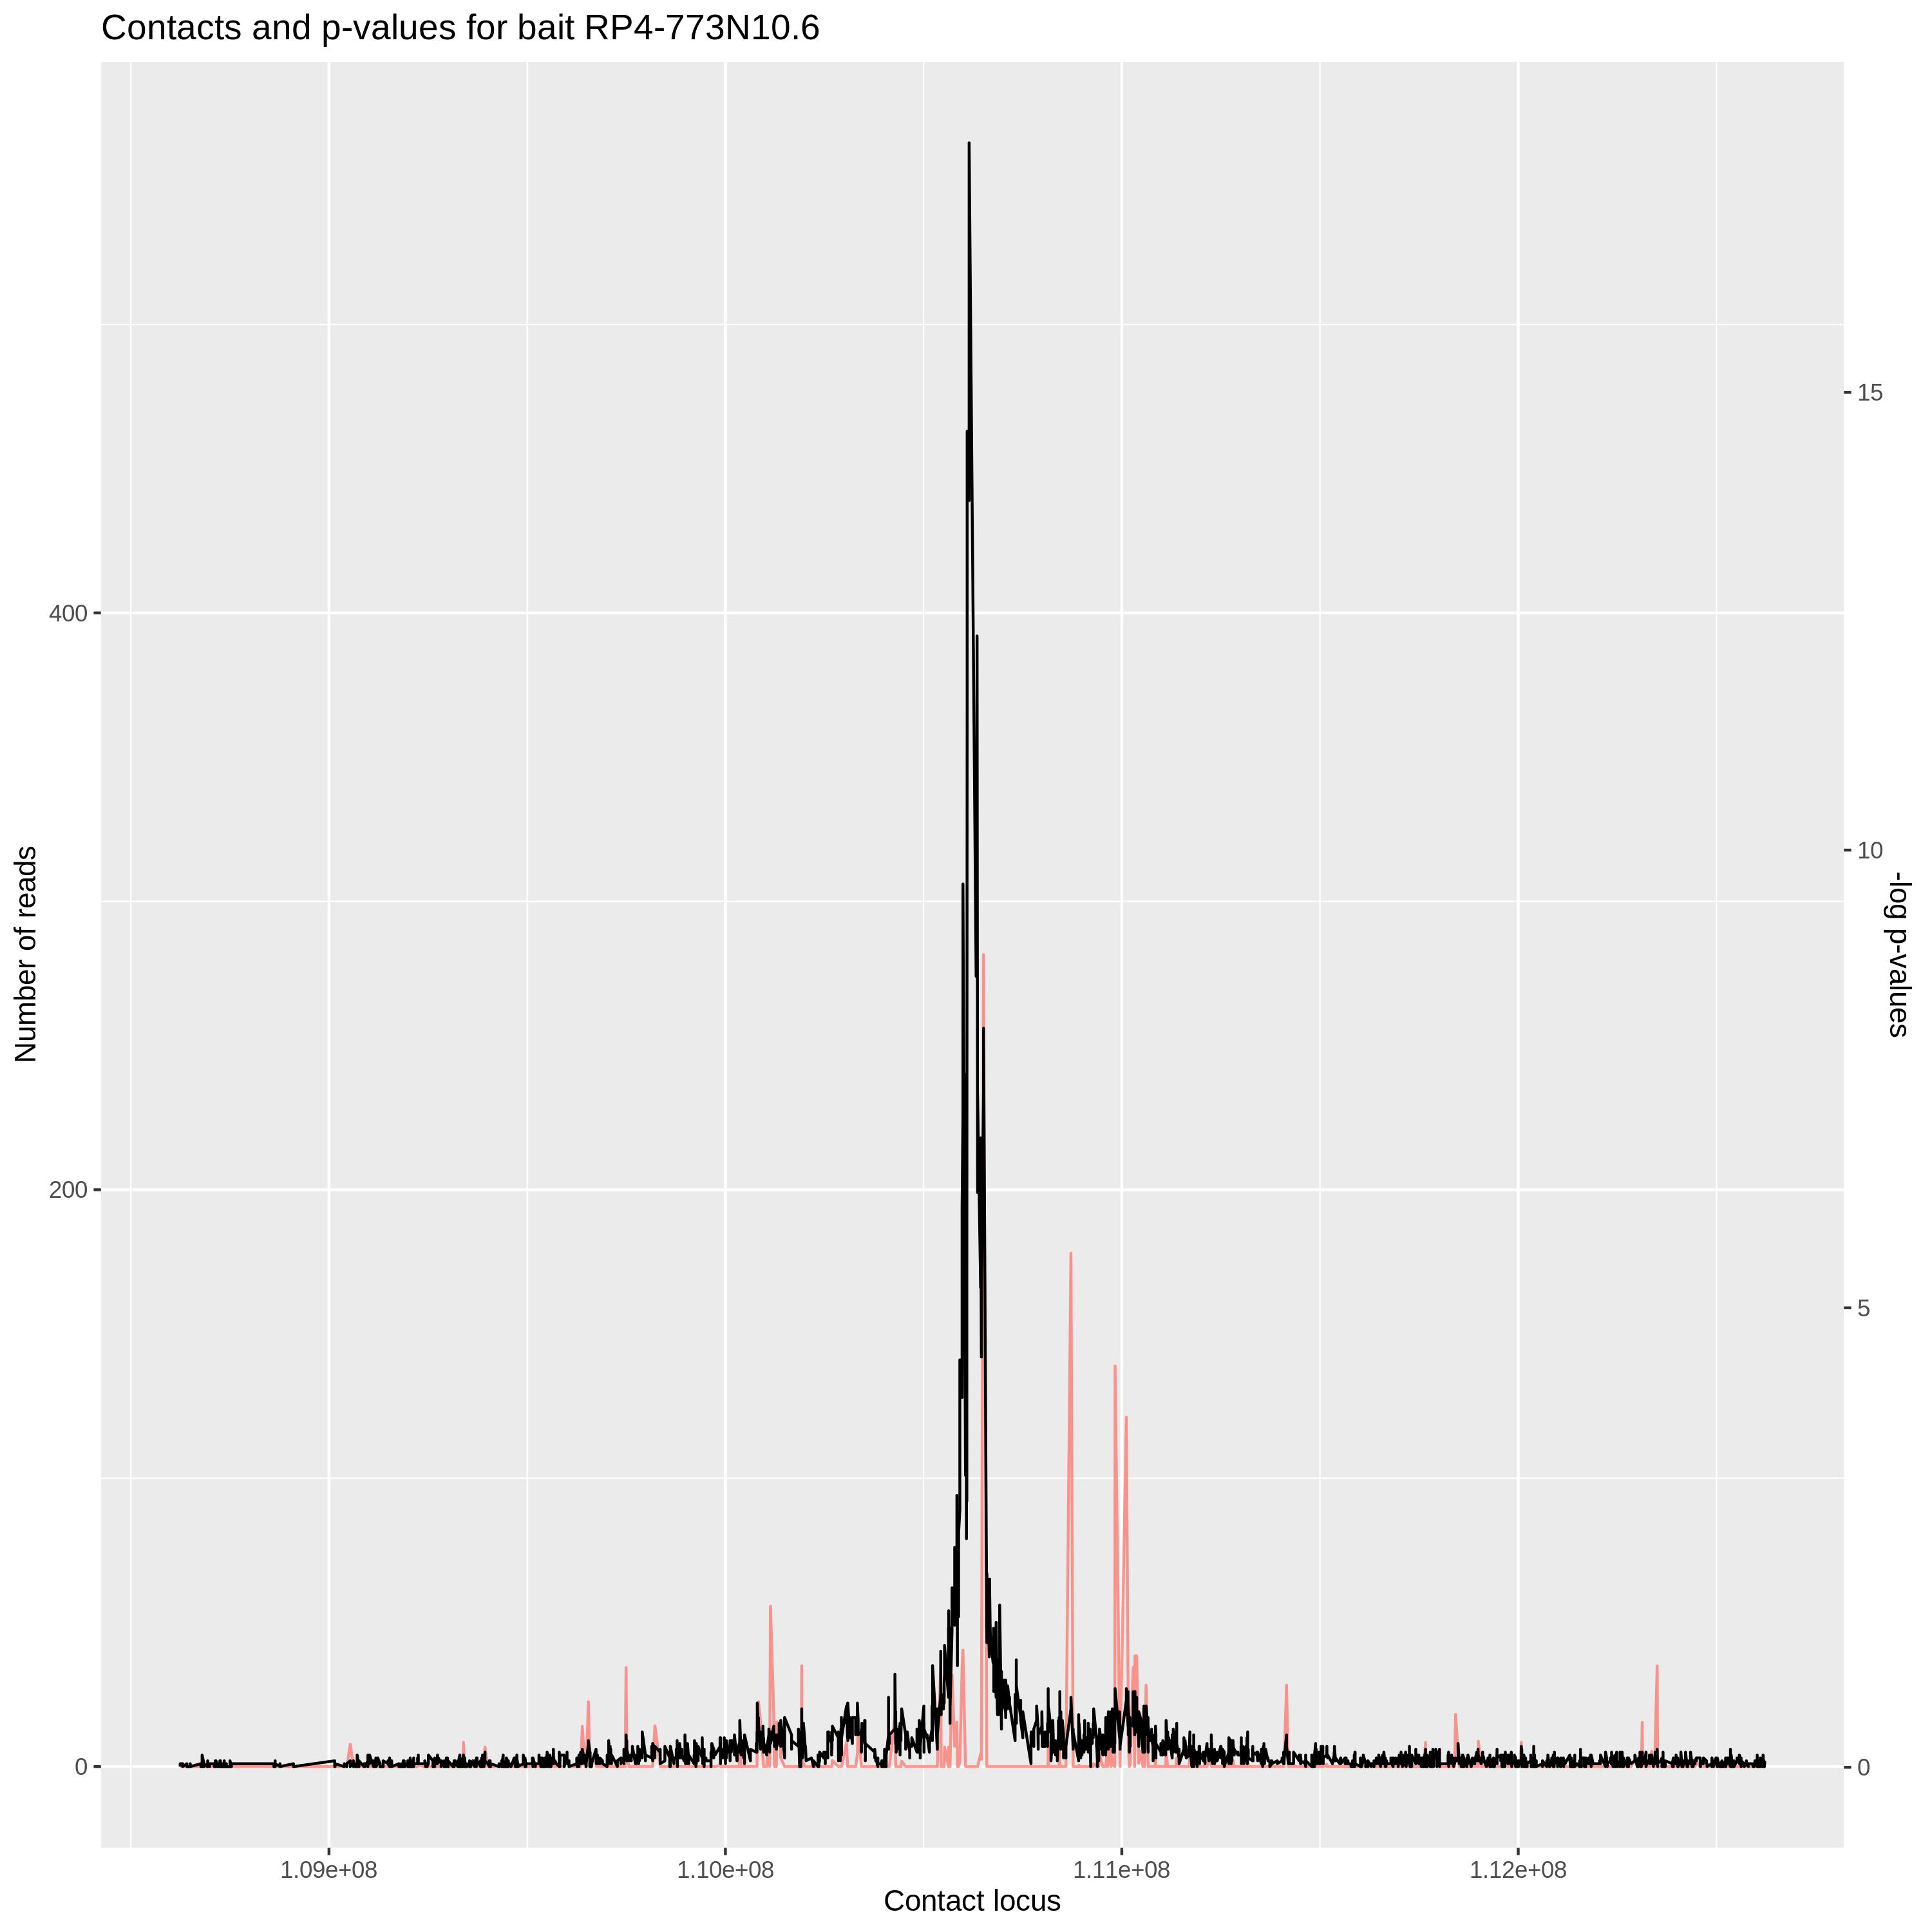 Contacts and p-values for bait RP4-773N10.6
Number of reads
400
200
0
15
10
5
0
-log p-values
1.09e+08
1.10e+08
1.11e+08
1.12e+08
Contact locus